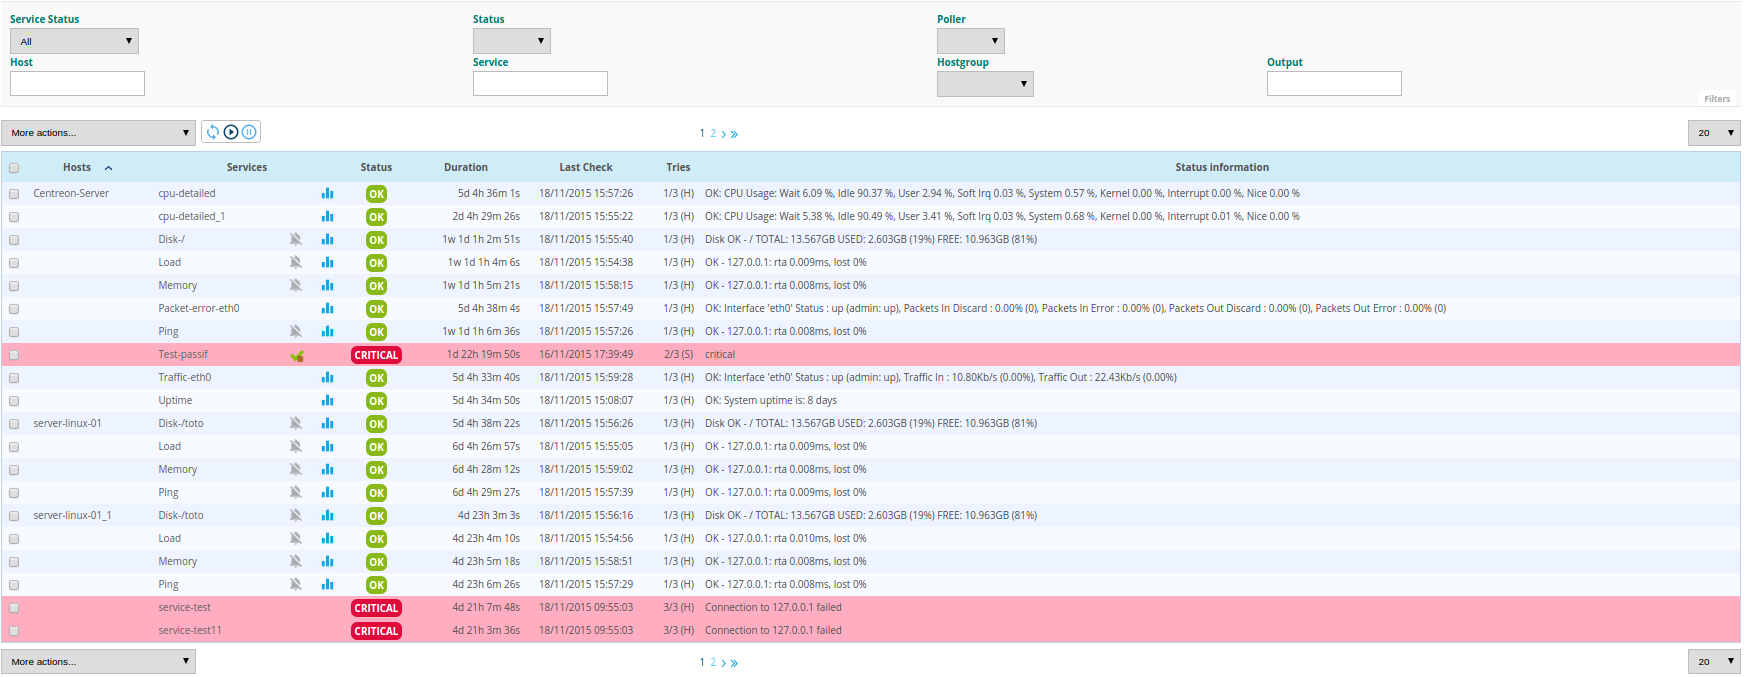 Service Status Status Poller
All
Host Service Hostgroup Output
Filters
More actions... 1 2 20
Hosts Services Status Duration Last Check Tries Status information
Centreon-Server cpu-detailed OK 5d 4h 36m 1s 18/11/2015 15:57:26 1/3 (H) OK: CPU Usage: Wait 6.09 %, Idle 90.37 %, User 2.94 %, Soft Irq 0.03 %, System 0.57 %, Kernel 0.00 %, Interrupt 0.00 %, Nice 0.00 %
cpu-detailed_1 OK 2d 4h 29m 26s 18/11/2015 15:55:22 1/3 (H) OK: CPU Usage: Wait 5.38 %, Idle 90.49 %, User 3.41 %, Soft Irq 0.03 %, System 0.68 %, Kernel 0.00 %, Interrupt 0.01 %, Nice 0.00 %
Disk-/ OK 1w 1d 1h 2m 51s 18/11/2015 15:55:40 1/3 (H) Disk OK - / TOTAL: 13.567GB USED: 2.603GB (19%) FREE: 10.963GB (81%)
Load OK 1w 1d 1h 4m 6s 18/11/2015 15:54:38 1/3 (H) OK - 127.0.0.1: rta 0.009ms, lost 0%
Memory OK 1w 1d 1h 5m 21s 18/11/2015 15:58:15 1/3 (H) OK - 127.0.0.1: rta 0.008ms, lost 0%
Packet-error-eth0 OK 5d 4h 38m 4s 18/11/2015 15:57:49 1/3 (H) OK: Interface 'eth0' Status : up (admin: up), Packets In Discard : 0.00% (0), Packets In Error : 0.00% (0), Packets Out Discard : 0.00% (0), Packets Out Error : 0.00% (0)
Ping OK 1w 1d 1h 6m 36s 18/11/2015 15:57:26 1/3 (H) OK - 127.0.0.1: rta 0.008ms, lost 0%
Test-passif CRITICAL 1d 22h 19m 50s 16/11/2015 17:39:49 2/3 (S) critical
Traffic-eth0 OK 5d 4h 33m 40s 18/11/2015 15:59:28 1/3 (H) OK: Interface 'eth0' Status : up (admin: up), Traffic In : 10.80Kb/s (0.00%), Traffic Out : 22.43Kb/s (0.00%)
Uptime OK 5d 4h 34m 50s 18/11/2015 15:08:07 1/3 (H) OK: System uptime is: 8 days
server-linux-01 Disk-/toto OK 5d 4h 38m 22s 18/11/2015 15:56:26 1/3 (H) Disk OK - / TOTAL: 13.567GB USED: 2.603GB (19%) FREE: 10.963GB (81%)
Load OK 6d 4h 26m 57s 18/11/2015 15:55:05 1/3 (H) OK - 127.0.0.1: rta 0.009ms, lost 0%
Memory OK 6d 4h 28m 12s 18/11/2015 15:59:02 1/3 (H) OK - 127.0.0.1: rta 0.008ms, lost 0%
Ping OK 6d 4h 29m 27s 18/11/2015 15:57:39 1/3 (H) OK - 127.0.0.1: rta 0.009ms, lost 0%
server-linux-01_1 Disk-/toto OK 4d 23h 3m 3s 18/11/2015 15:56:16 1/3 (H) Disk OK - / TOTAL: 13.567GB USED: 2.603GB (19%) FREE: 10.963GB (81%)
Load OK 4d 23h 4m 10s 18/11/2015 15:54:56 1/3 (H) OK - 127.0.0.1: rta 0.010ms, lost 0%
Memory OK 4d 23h 5m 18s 18/11/2015 15:58:51 1/3 (H) OK - 127.0.0.1: rta 0.008ms, lost 0%
Ping OK 4d 23h 6m 26s 18/11/2015 15:57:29 1/3 (H) OK - 127.0.0.1: rta 0.008ms, lost 0%
service-test CRITICAL 4d 21h 7m 48s 18/11/2015 09:55:03 3/3 (H) Connection to 127.0.0.1 failed
service-test11 CRITICAL 4d 21h 3m 36s 18/11/2015 09:55:03 3/3 (H) Connection to 127.0.0.1 failed
More actions... 1 2 20